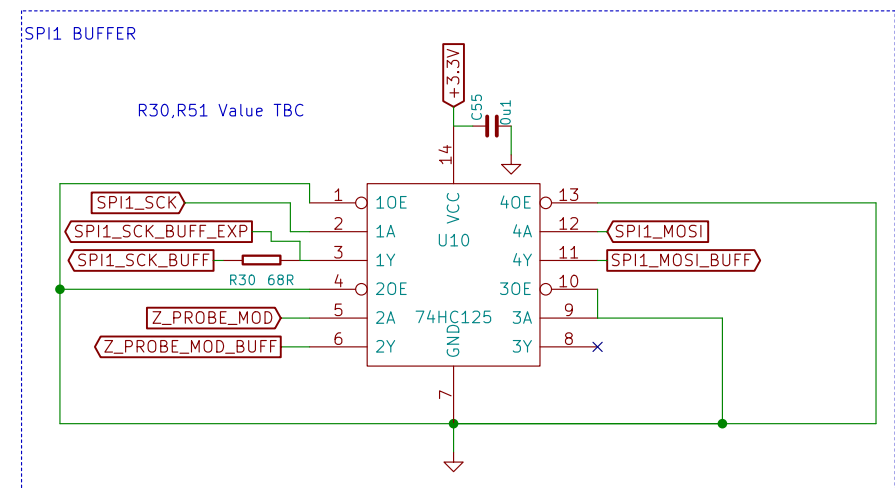 SPI1 BUFFER
+3.3V
C55
0u1
R30,R51 Value TBC
14
1
13
SPI1_SCK
1OE
VCC
4OE
2
12
SPI1_SCK_BUFF_EXP
1A
4A
SPI1_MOSI
U10
3
11
SPI1_SCK_BUFF
1Y
4Y
SPI1_MOSI_BUFF
R30 68R
4
10
2OE
3OE
5
9
Z_PROBE_MOD
2A
74HC125
3A
6
8
Z_PROBE_MOD_BUFF
2Y
GND
3Y
7